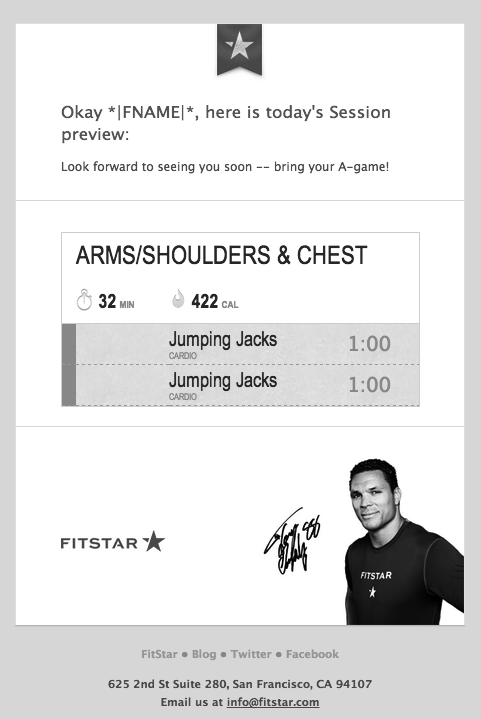 Okay *|FNAME|*, here is today's Session
preview:
Look forward to seeing you soon -- bring your A-game!
ARMS/SHOULDERS & CHEST
32 MIN 422 CAL
Jumping Jacks 1:00
CARDIO
Jumping Jacks 1:00
CARDIO
FITSTAR
FITSTAR
FitStar ● Blog ● Twitter ● Facebook
625 2nd St Suite 280, San Francisco, CA 94107
Email us at info@fitstar.com